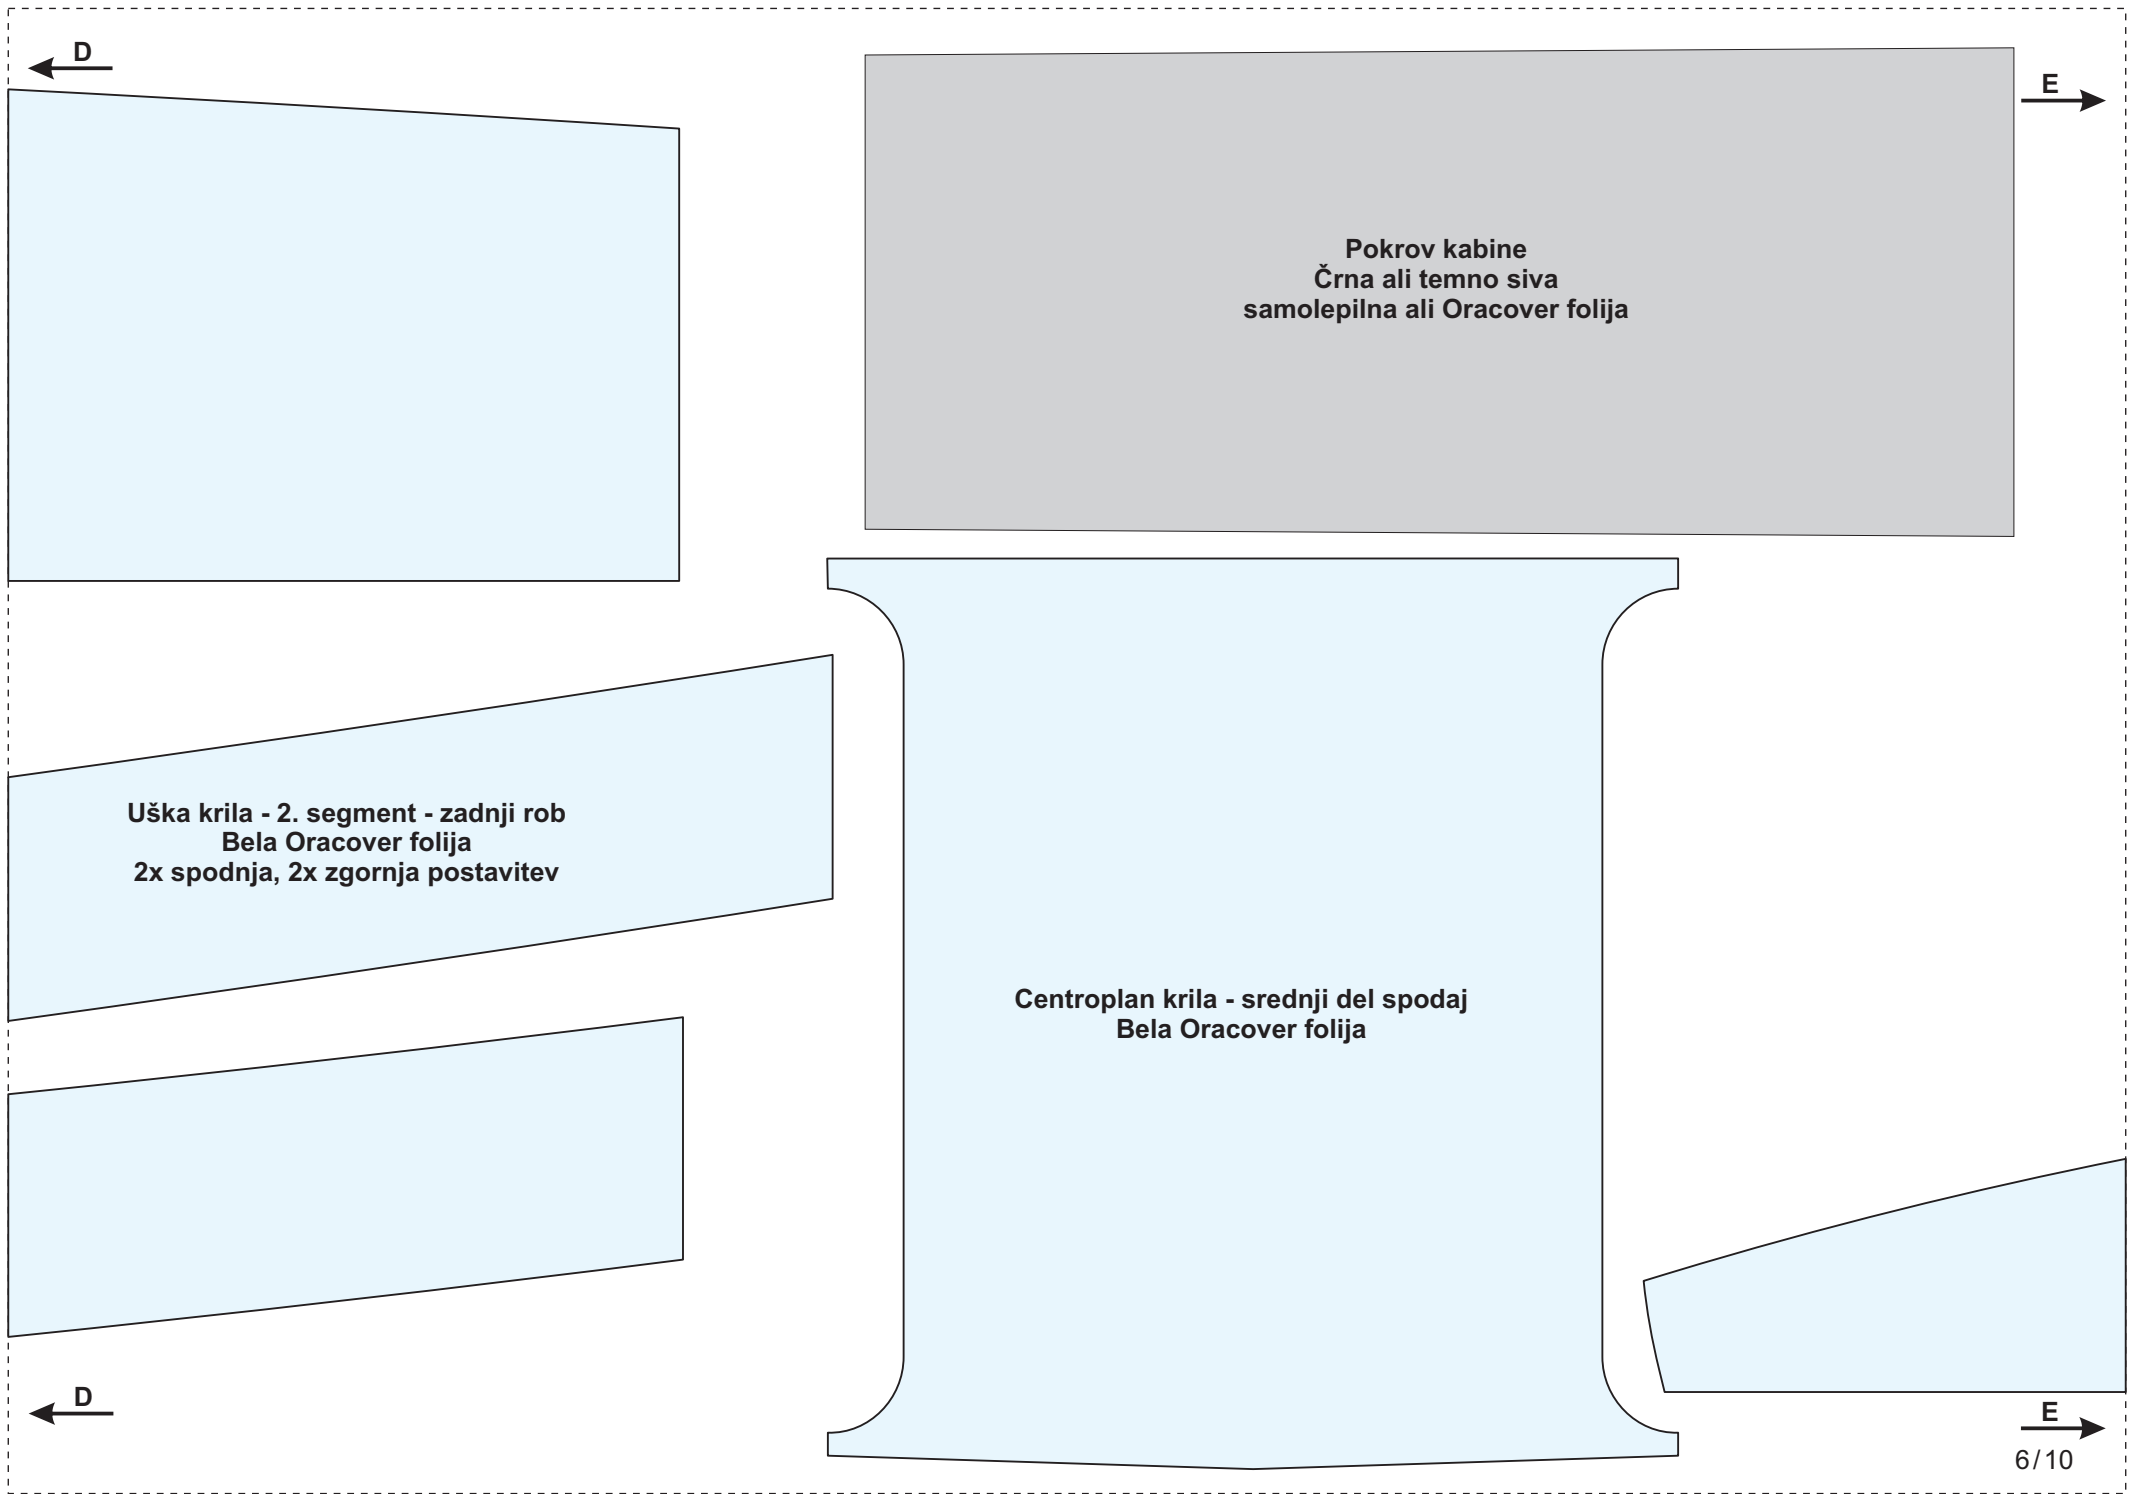 D
E
Pokrov kabine
Črna ali temno siva
samolepilna ali Oracover folija
Uška krila - 2. segment - zadnji rob
Bela Oracover folija
2x spodnja, 2x zgornja postavitev
Centroplan krila - srednji del spodaj
Bela Oracover folija
D
E
6/10